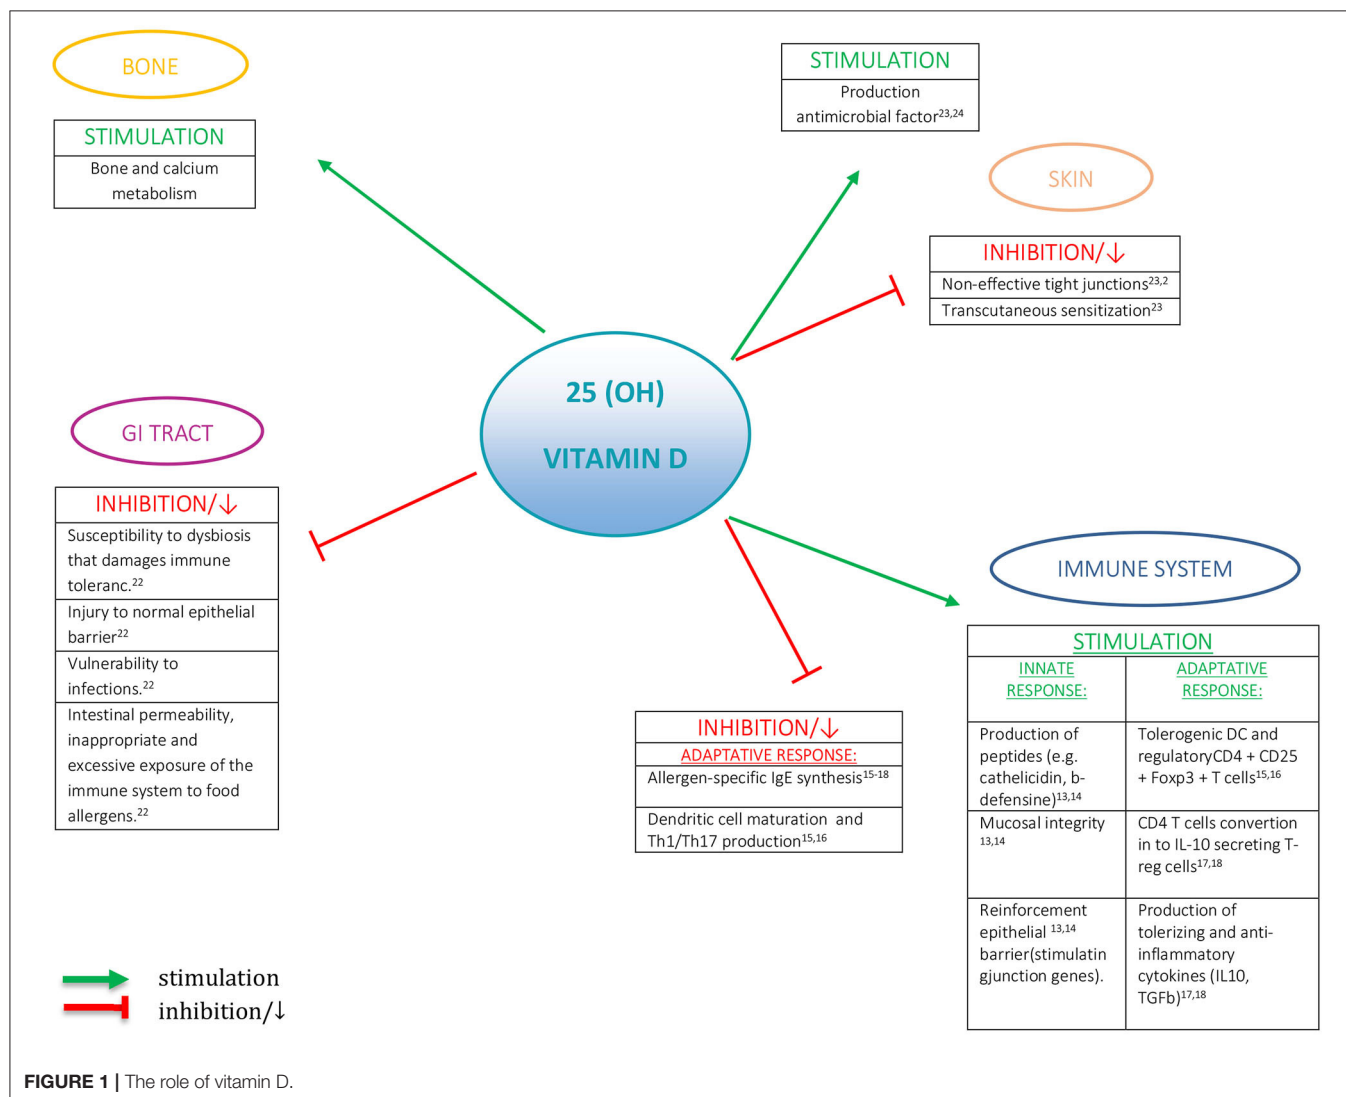 BONE
STIMULATION
Bone and calcium
metabolism
STIMULATION
Production
antimicrobial factor23,24
SKIN
INHIBITION/↓
Non-effective tight junctions23,2
Transcutaneous sensitization23
25 (OH)
VITAMIN D
GI TRACT
INHIBITION/↓
Susceptibility to dysbiosis
that damages immune
toleranc.22
Injury to normal epithelial
barrier22
Vulnerability to
infections.22
Intestinal permeability,
inappropriate and
excessive exposure of the
immune system to food
allergens.22
INHIBITION/↓
ADAPTATIVE RESPONSE:
Allergen-specific IgE synthesis15-18
Dendritic cell maturation and
Th1/Th17 production15,16
IMMUNE SYSTEM
STIMULATION
INNATE
RESPONSE:
ADAPTATIVE
RESPONSE:
Production of
peptides (e.g.
cathelicidin, b-
defensine)13,14
Tolerogenic DC and
regulatoryCD4 + CD25
+ Foxp3 + T cells15,16
Mucosal integrity
13,14
CD4 T cells convertion
in to IL-10 secreting T-
reg cells17,18
Reinforcement
epithelial 13,14
barrier(stimulatin
gjunction genes).
Production of
tolerizing and anti-
inflammatory
cytokines (IL10,
TGFb)17,18
stimulation
inhibition/↓
FIGURE 1 | The role of vitamin D.